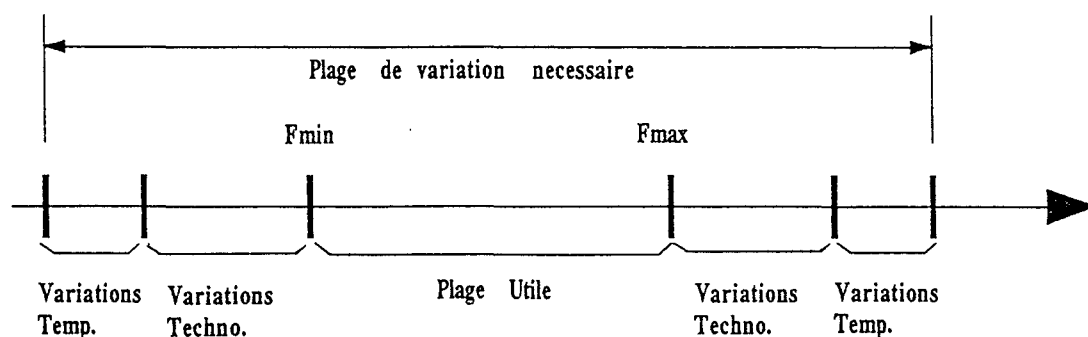 Plage de variation necessaire
Fmin Fmax
Variations Temp.
Variations Techno.
Plage Utile
Variations Techno.
Variations Temp.